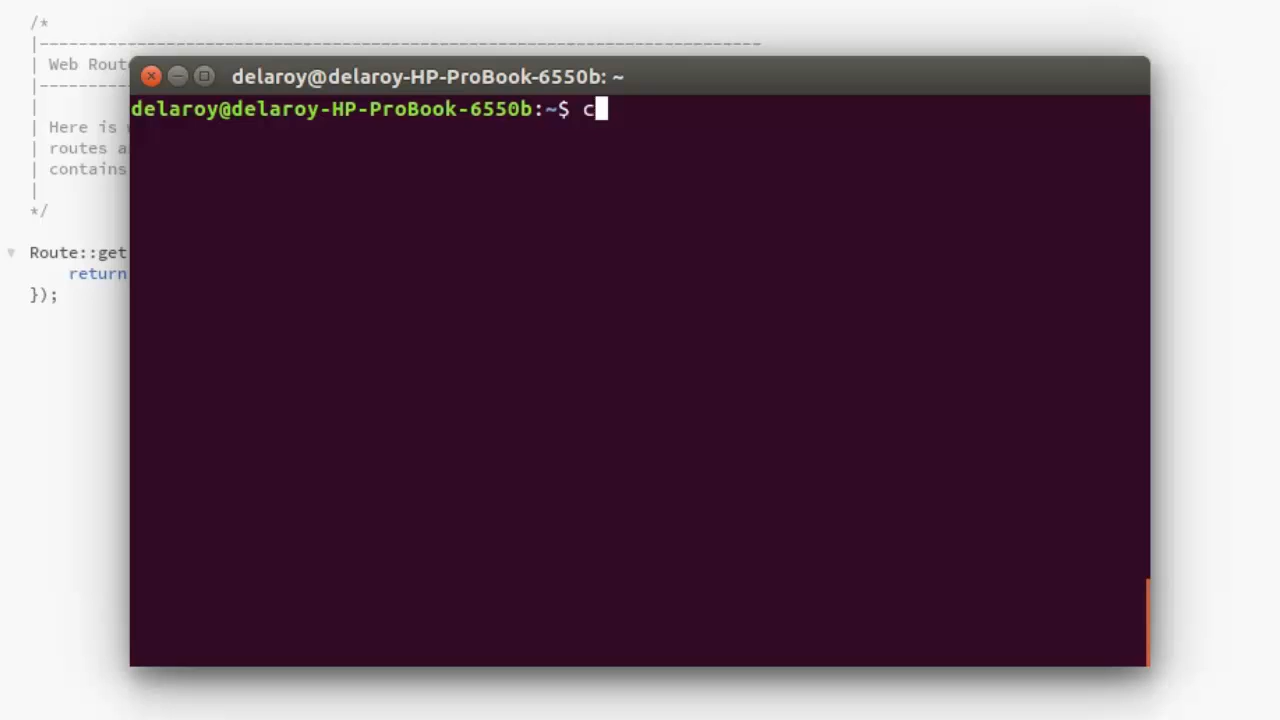 /*
|--------------------------------------------------------------------------
| Web Rout
|----------
|
| Here is
| routes a
| contains
|
*/
Route::get
return
});
delaroy@delaroy-HP-ProBook-6550b: ~
delaroy@delaroy-HP-ProBook-6550b:~$ c